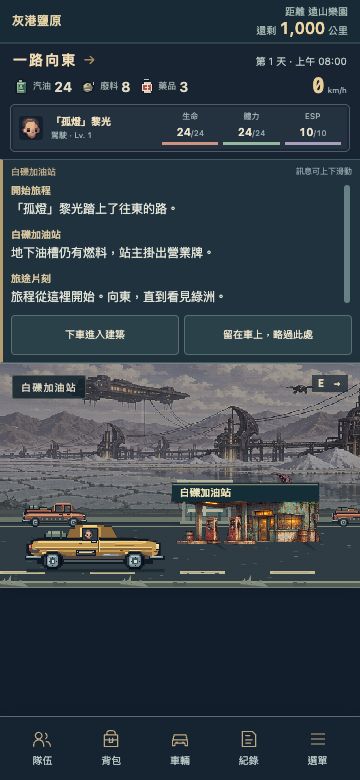 灰港鹽原
距離 遠山樂園
還剩 1,000 公里
一路向東 →
第 1 天·上午 08:00
汽油 24 廢料 8 藥品 3
0 km/h
「孤燈」黎光
駕駛·Lv. 1
生命
24/24
體力
24/24
ESP
10/10
白磯加油站
訊息可上下滑動
開始旅程
「孤燈」黎光踏上了往東的路。
白磯加油站
地下油槽仍有燃料，站主掛出營業牌。
旅途片刻
旅程從這裡開始。向東，直到看見綠洲。
下車進入建築
留在車上，略過此處
白磯加油站
E →
白磯加油站
隊伍
背包
車輛
紀錄
選單